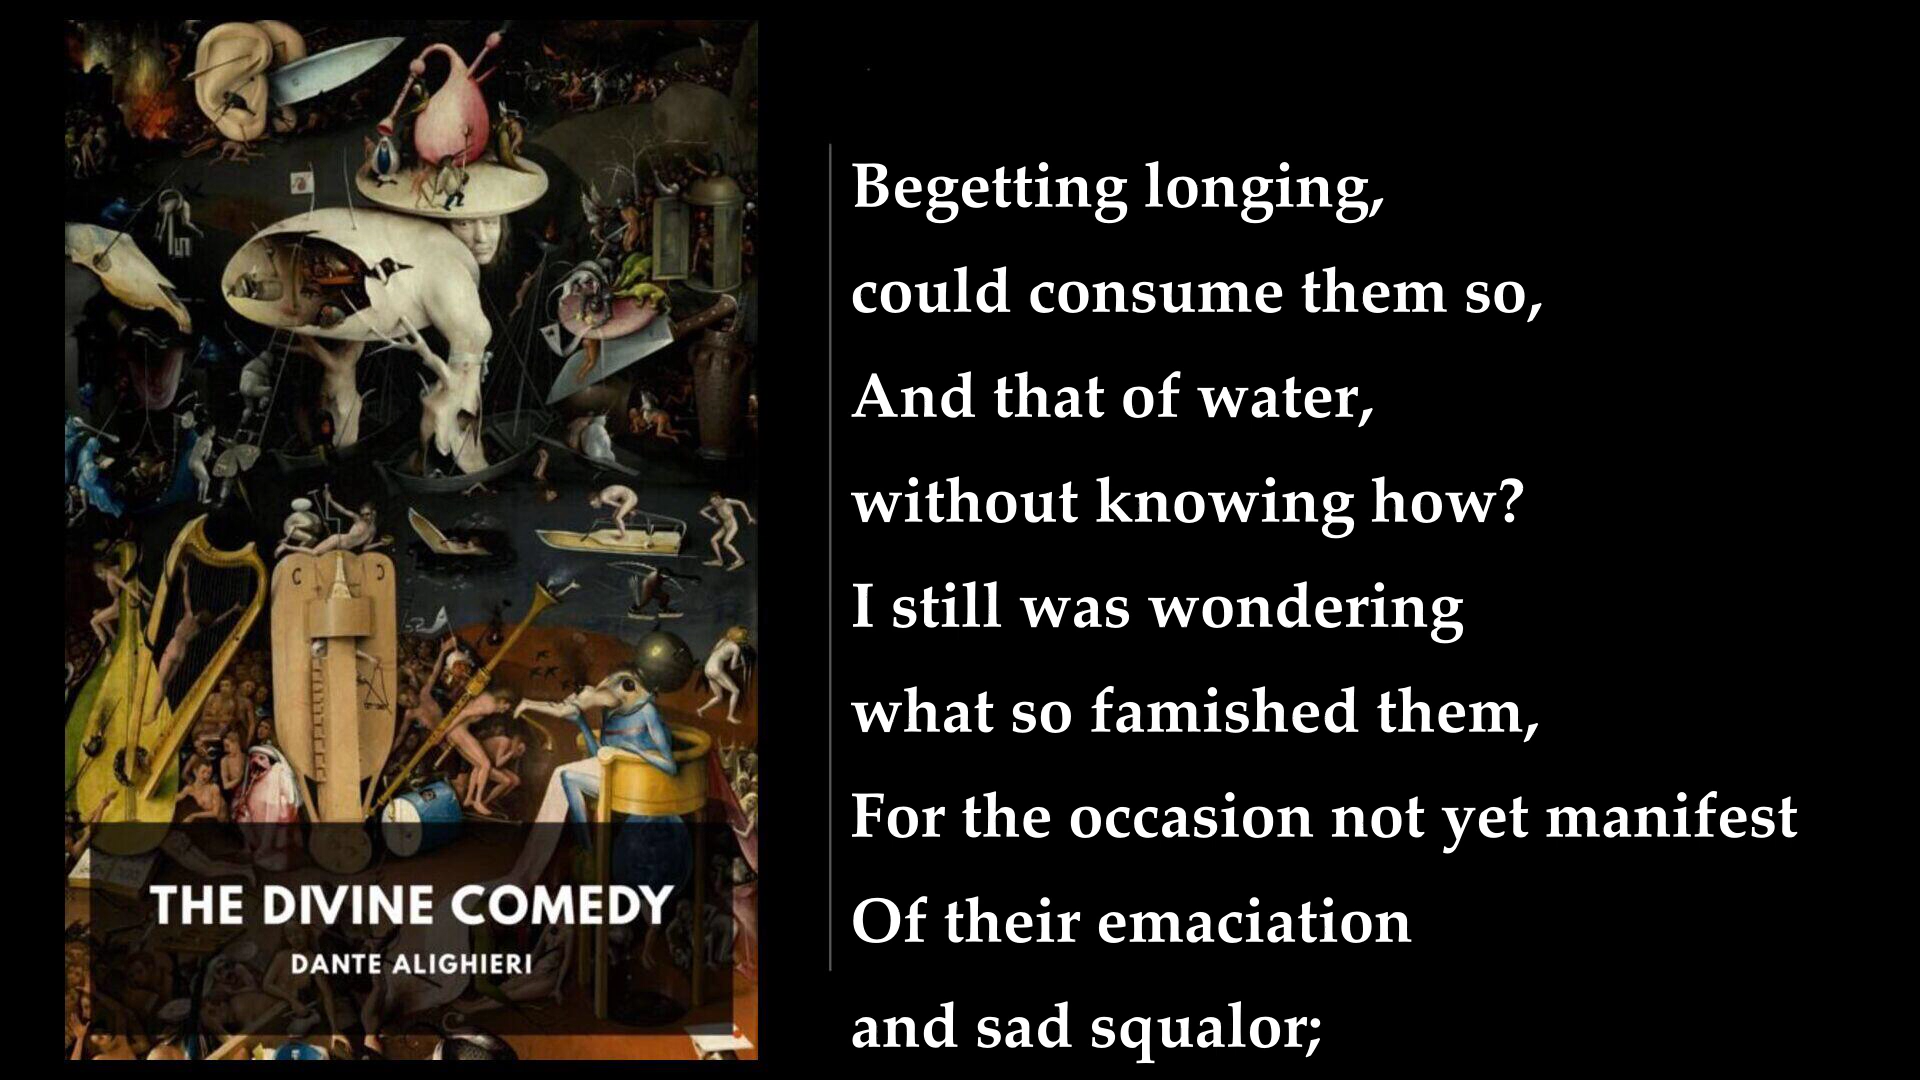 THE DIVINE COMEDY
DANTE ALIGHIERI
Begetting longing,
could consume them so,
And that of water,
without knowing how?
I still was wondering
what so famished them,
For the occasion not yet manifest
Of their emaciation
and sad squalor;